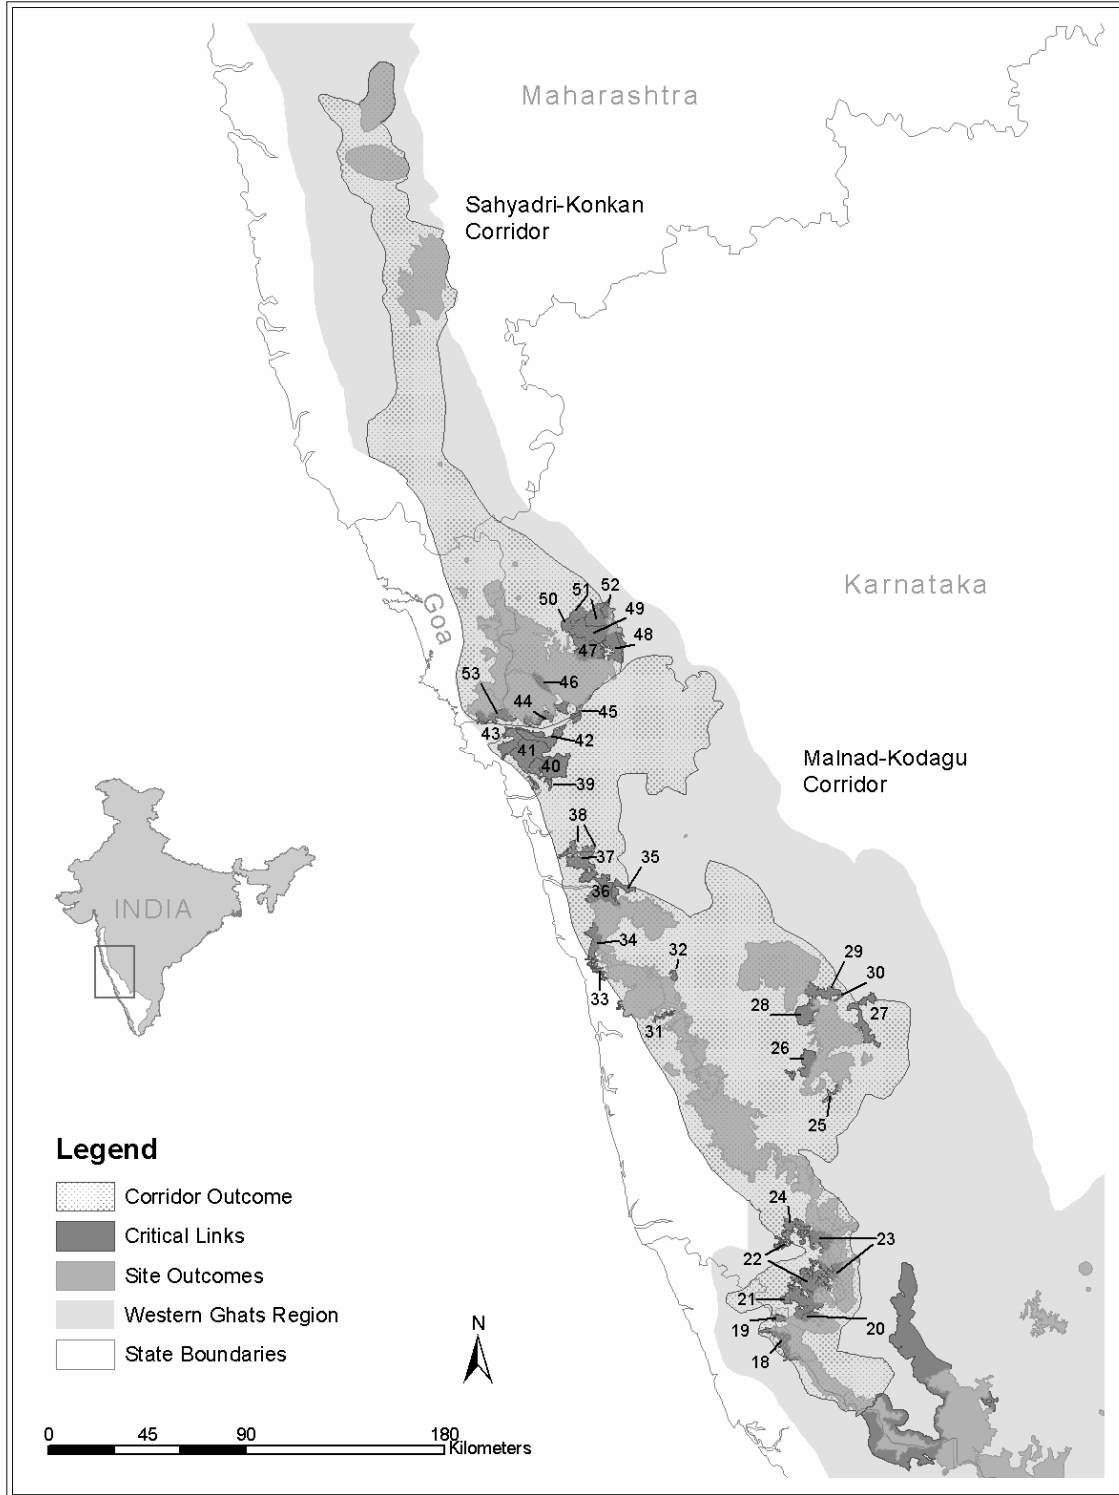 Maharashtra
Sahyadri-Konkan
Corridor
Karnataka
Goa
50
51
52
49
48
47
53
46
44
45
43
42
41
40
39
Malnad-Kodagu
Corridor
38
37
35
36
INDIA
34
32
29
30
33
28
27
31
26
25
Legend
Corridor Outcome
24
Critical Links
23
22
Site Outcomes
21
Western Ghats Region
19
20
N
State Boundaries
18
0
45
90
180
Kilometers